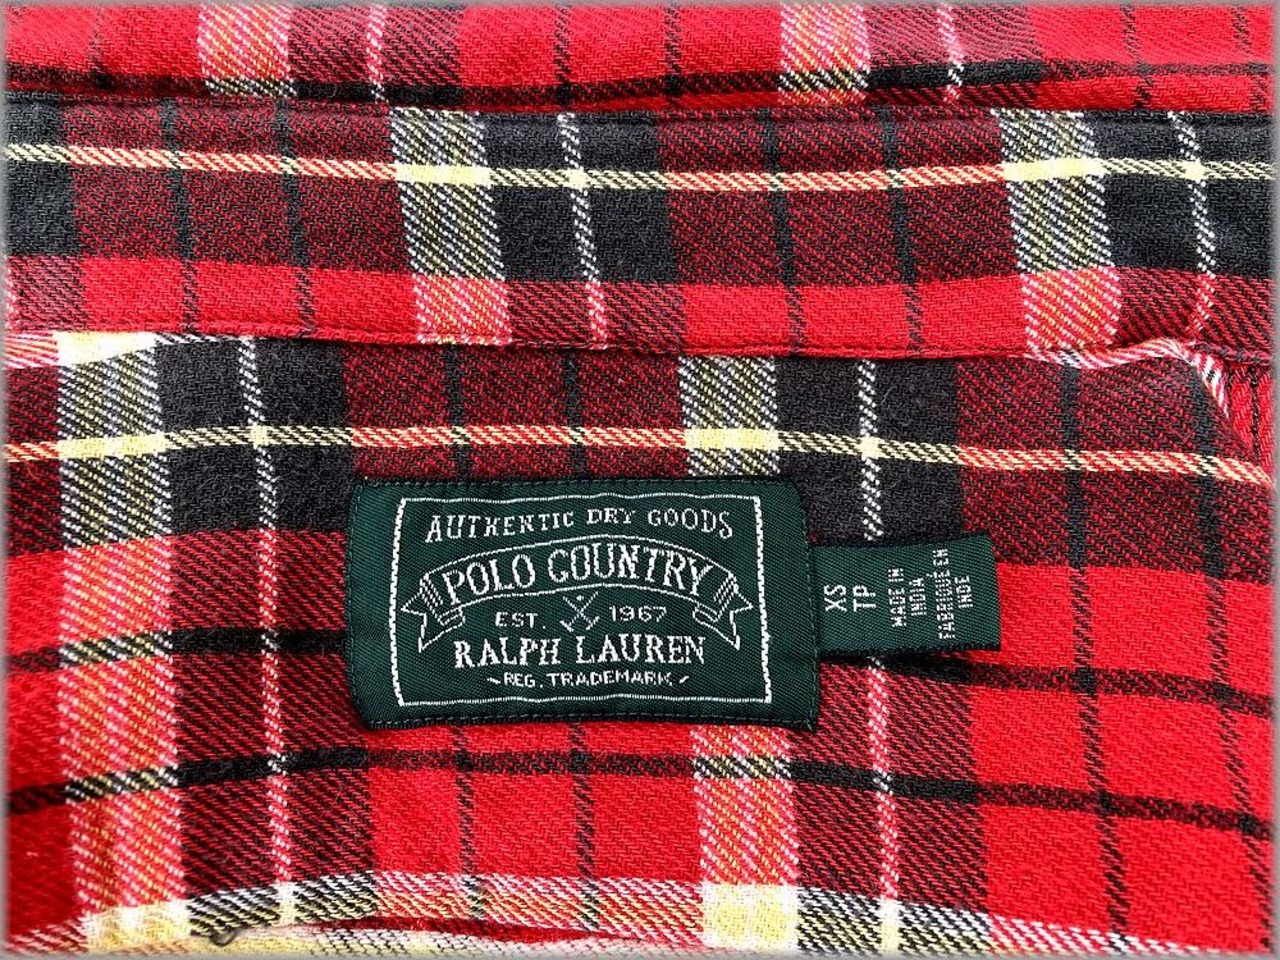 AUTHENTIC DRY GOODS
POLO COUNTRY
EST. 1967
RALPH LAUREN
~REG. TRADEMARK~
XS
TP
MADE IN
INDIA
FABRIQUÉ EN
INDE